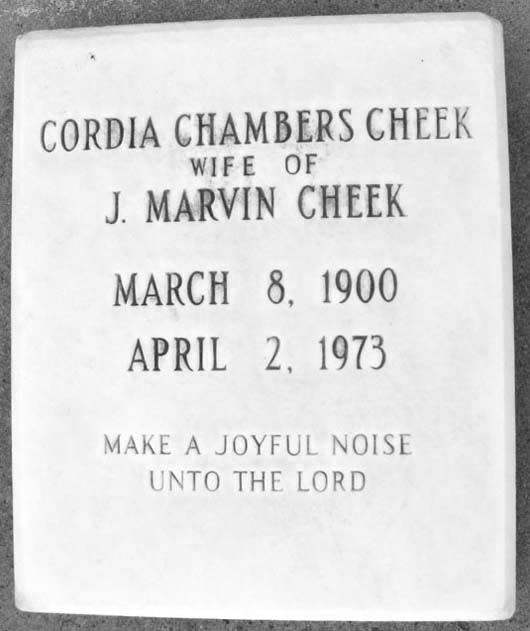 CORDIA CHAMBERS CHEEK
WIFE OF
J. MARVIN CHEEK
MARCH 8, 1900
APRIL 2, 1973
MAKE A JOYFUL NOISE
UNTO THE LORD